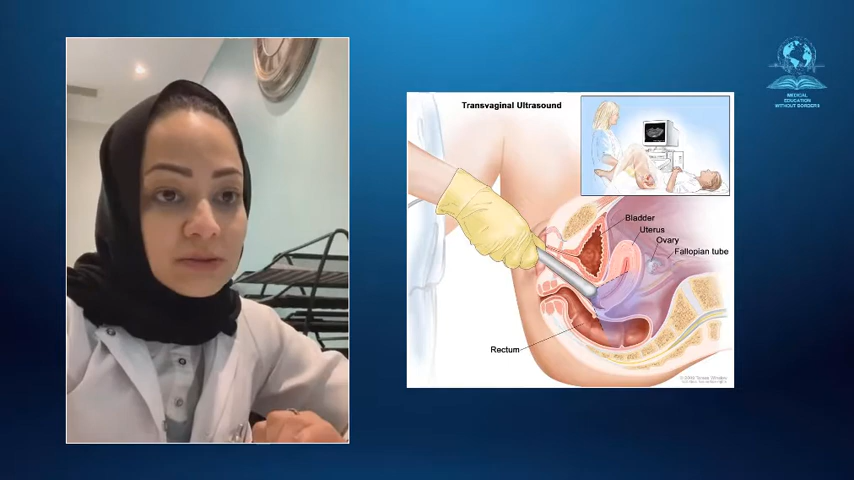 MEDICAL
EDUCATION
WITHOUT BORDERS
Transvaginal Ultrasound
Bladder
Uterus
Ovary
Fallopian tube
Rectum